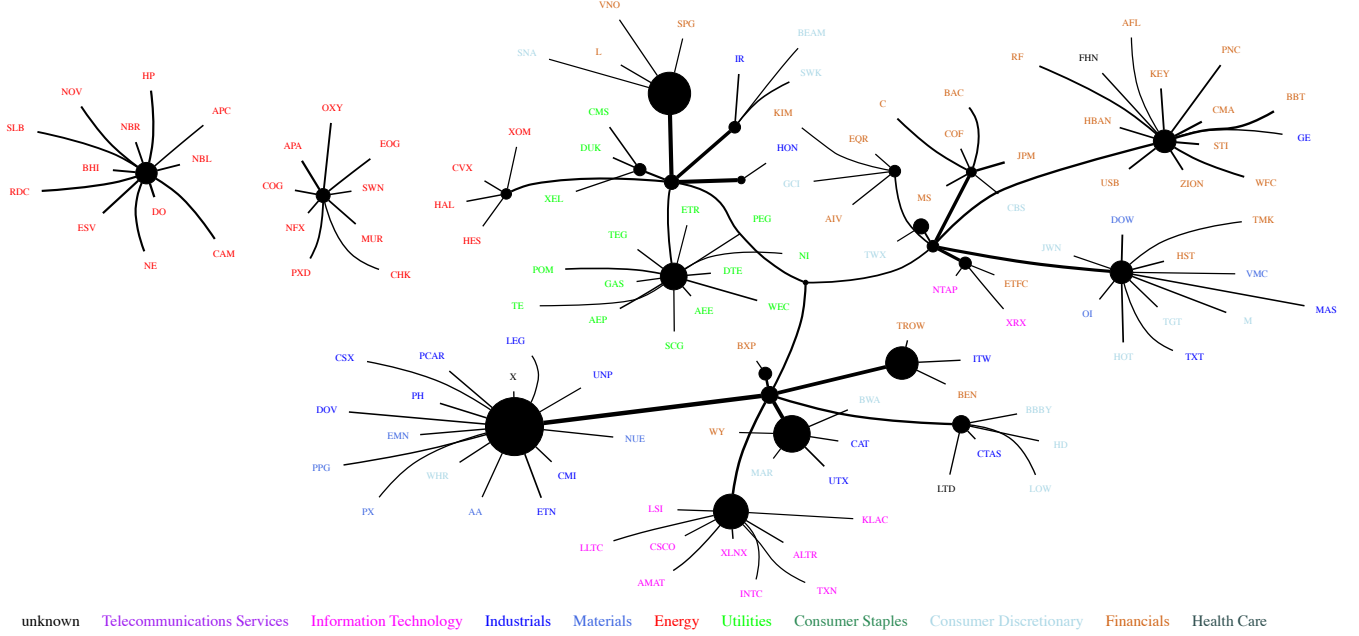 VNO
SPG
AFL
BEAM
SNA
L
IR
PNC
RF
FHN
KEY
HP
SWK
NOV
BAC
BBT
C
OXY
CMS
KIM
APC
CMA
SLB
NBR
XOM
COF
HBAN
GE
EQR
APA
EOG
DUK
HON
STI
JPM
NBL
BHI
CVX
GCI
COG
SWN
USB
ZION
WFC
RDC
XEL
MS
HAL
DO
ETR
CBS
AIV
PEG
DOW
TMK
ESV
NFX
TEG
MUR
HES
CAM
TWX
JWN
HST
NI
NE
PXD
CHK
POM
DTE
VMC
GAS
ETFC
NTAP
TE
AEP
AEE
WEC
MAS
OI
XRX
TGT
M
TROW
LEG
SCG
BXP
CSX
PCAR
HOT
TXT
ITW
X
UNP
PH
BEN
BWA
DOV
BBBY
EMN
NUE
WY
CAT
HD
PPG
WHR
CMI
MAR
CTAS
UTX
LTD
LOW
PX
AA
ETN
LSI
KLAC
LLTC
CSCO
XLNX
ALTR
AMAT
INTC
TXN
unknown Telecommunications Services Information Technology Industrials Materials Energy Utilities Consumer Staples Consumer Discretionary Financials Health Care